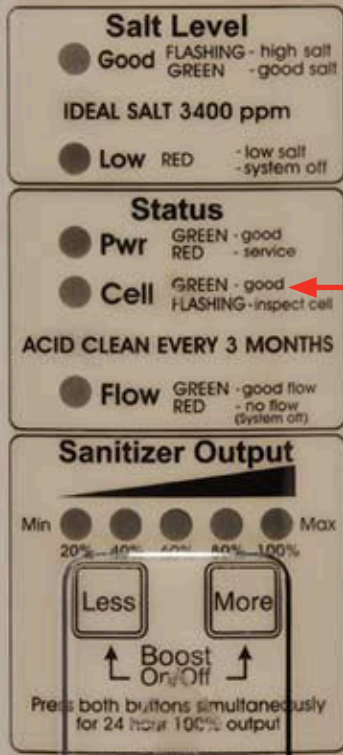 Salt Level
Good FLASHING - high salt
GREEN - good salt
IDEAL SALT 3400 ppm
Low RED - low salt
- system off
Status
Pwr GREEN - good
RED - service
Cell GREEN - good
FLASHING - inspect cell
ACID CLEAN EVERY 3 MONTHS
Flow GREEN - good flow
RED - no flow
(System off)
Sanitizer Output
Min Max
20% 40% 60% 80% 100%
Less More
Boost
On/Off
Press both buttons simultaneously
for 24 hour 100% output